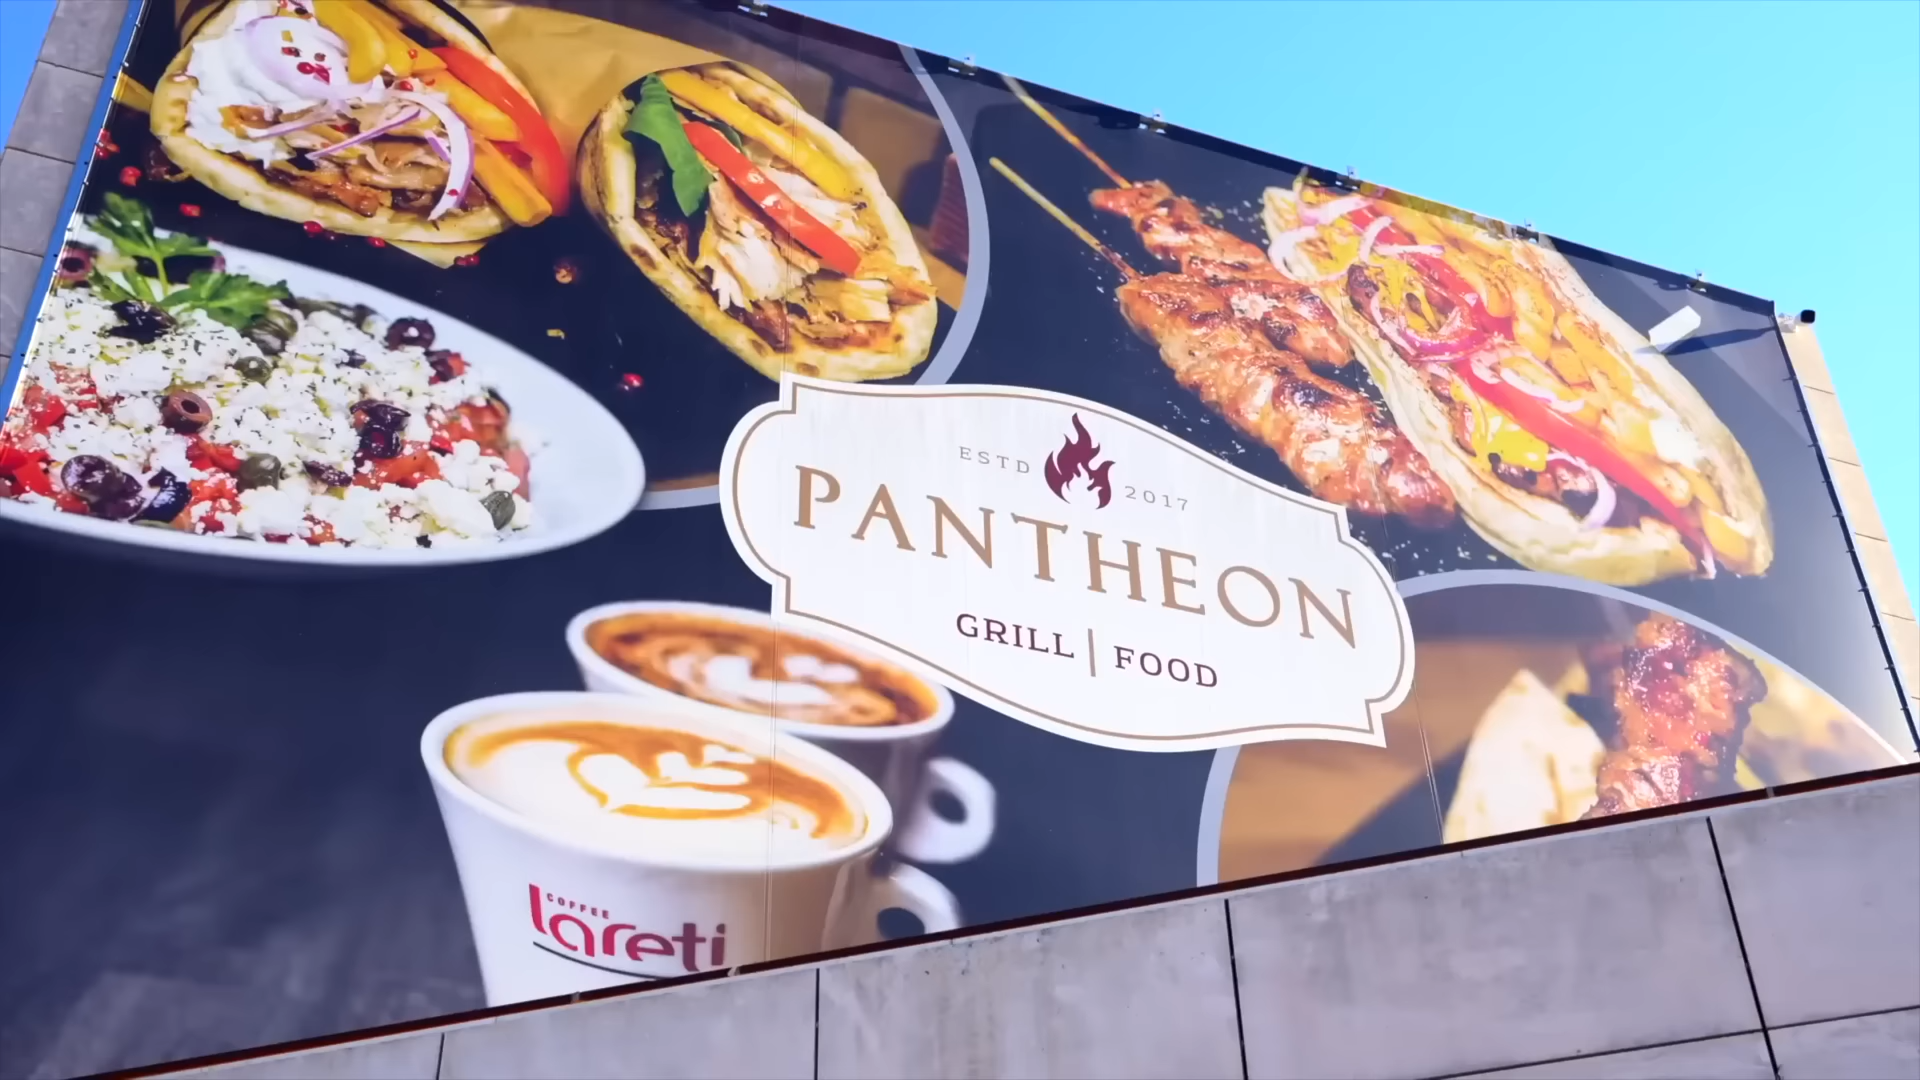 ESTD 2017
PANTHEON
GRILL | FOOD
COFFEE
lareti